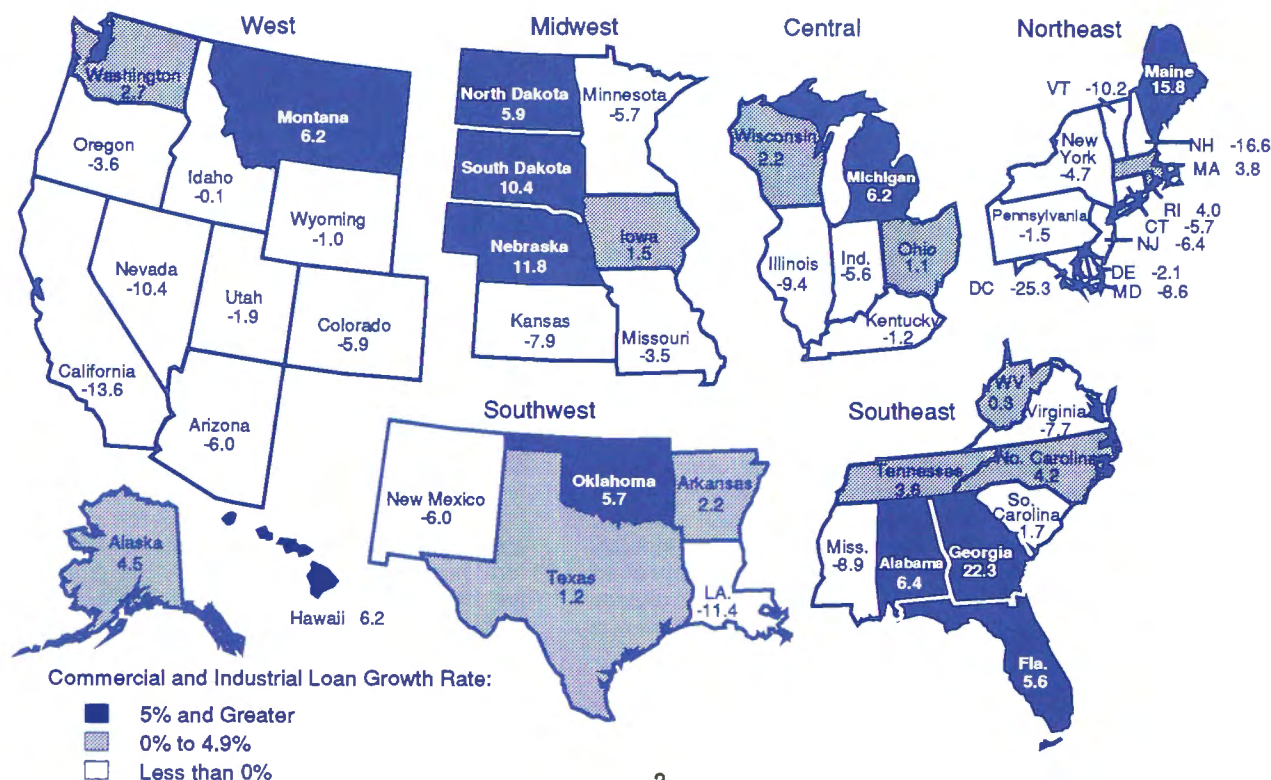 West
Washington
2.7
Montana
6.2
Oregon
-3.6
Idaho
-0.1
Wyoming
-1.0
Nevada
-10.4
Utah
-1.9
Colorado
-5.9
California
-13.6
Arizona
-6.0
Alaska
4.5
Hawaii 6.2
Midwest
North Dakota
5.9
Minnesota
-5.7
South Dakota
10.4
Nebraska
11.8
Iowa
1.5
Kansas
-7.9
Missouri
-3.5
Central
Wisconsin
2.2
Michigan
6.2
Illinois
-9.4
Ind.
-5.6
Ohio
1.1
Kentucky
-1.2
Northeast
Maine
15.8
VT -10.2
NH -16.6
New
York
-4.7
MA 3.8
RI 4.0
CT -5.7
Pennsylvania
-1.5
NJ -6.4
DE -2.1
DC -25.3
MD -8.6
Southwest
New Mexico
-6.0
Oklahoma
5.7
Arkansas
2.2
Texas
1.2
LA.
-11.4
Southeast
WV
0.3
Virginia
-7.7
Tennessee
No. Carolina
4.2
So.
Carolina
-1.7
Miss.
-8.9
Alabama
6.4
Georgia
22.3
Fla.
5.6
Commercial and Industrial Loan Growth Rate:
5% and Greater
0% to 4.9%
Less than 0%